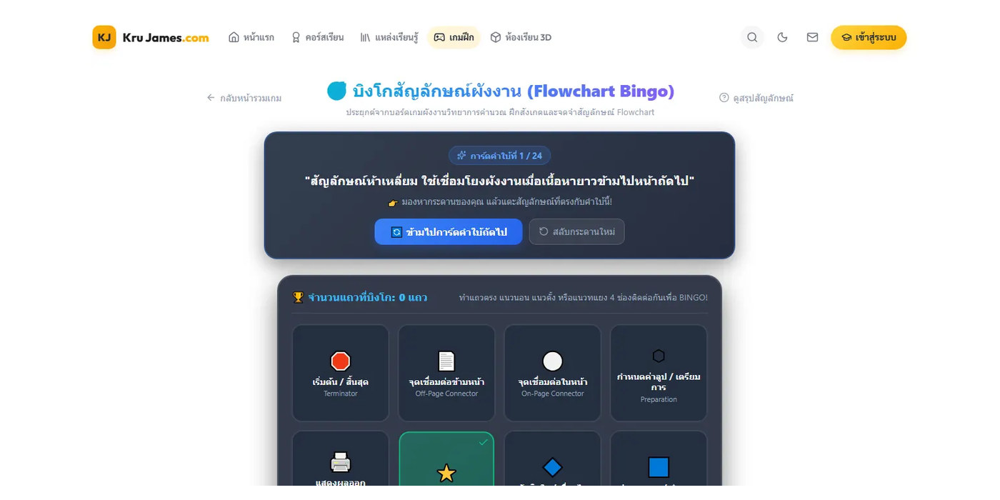 KJ Kru James.com หน้าแรก คอร์สเรียน แหล่งเรียนรู้ เกมฝึก ห้องเรียน 3D เข้าสู่ระบบ
กลับหน้ารวมเกม
บิงโกสัญลักษณ์ผังงาน (Flowchart Bingo)
ดูสรุปสัญลักษณ์
ประยุกต์จากบอร์ดเกมผังงานวิทยาการคำนวณ ฝึกสังเกตและจดจำสัญลักษณ์ Flowchart
การ์ดคำใบ้ที่ 1 / 24
"สัญลักษณ์ห้าเหลี่ยม ใช้เชื่อมโยงผังงานเมื่อเนื้อหายาวข้ามไปหน้าถัดไป"
มองหากระดานของคุณ แล้วแตะสัญลักษณ์ที่ตรงกับคำใบ้นี้!
ข้ามไปการ์ดคำใบ้ถัดไป
สลับกระดานใหม่
จำนวนแถวที่บิงโก: 0 แถว
ทำแถวตรง แนวนอน แนวตั้ง หรือแนวทแยง 4 ช่องติดต่อกันเพื่อ BINGO!
เริ่มต้น / สิ้นสุด
Terminator
จุดเชื่อมต่อข้ามหน้า
Off-Page Connector
จุดเชื่อมต่อในหน้า
On-Page Connector
กำหนดค่าลูป / เตรียม
การ
Preparation
แสดงผลออก